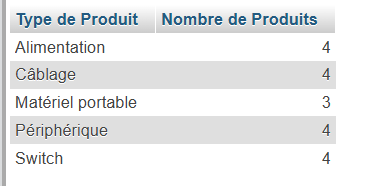 Type de Produit Nombre de Produits
Alimentation 4
Câblage 4
Matériel portable 3
Périphérique 4
Switch 4